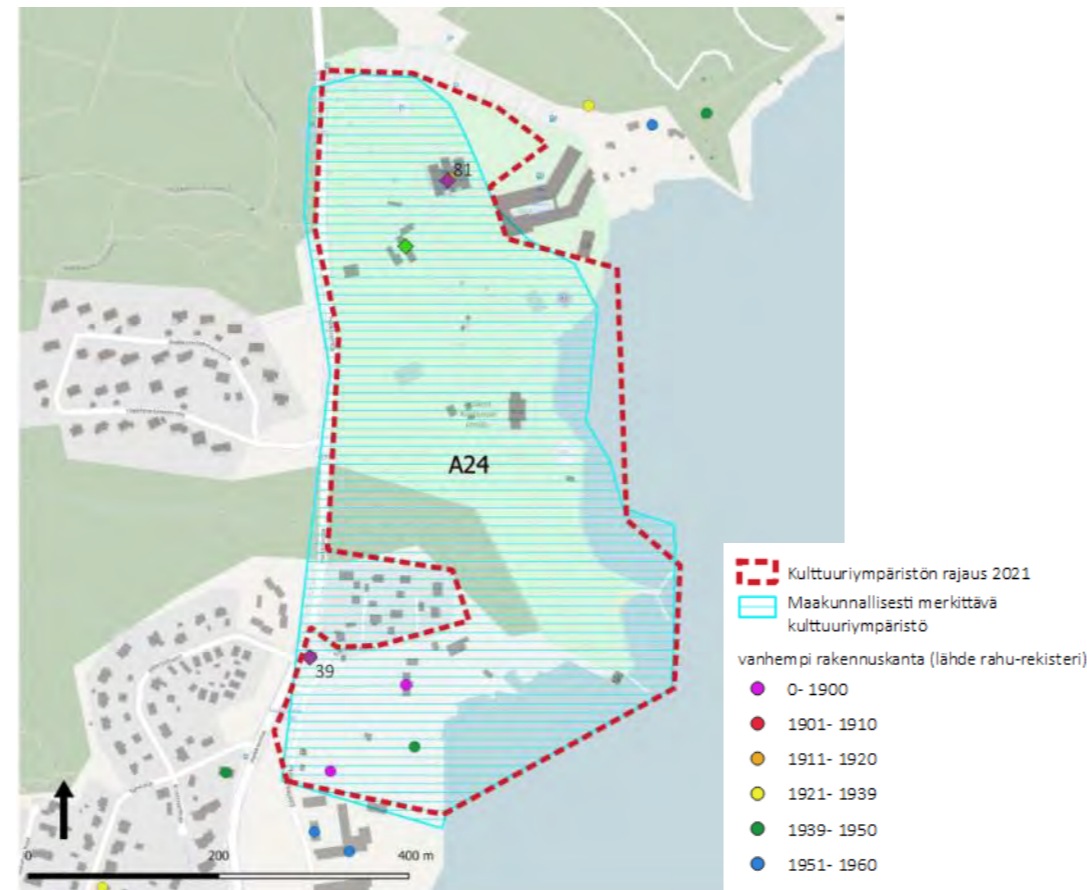 81
A24
39
0
200
400 m
Kulttuuriympäristön rajaus 2021
Maakunnallisesti merkittävä
kulttuuriympäristö
vanhempi rakennuskanta (lähde rahu-rekisteri)
0- 1900
1901- 1910
1911- 1920
1921- 1939
1939- 1950
1951- 1960